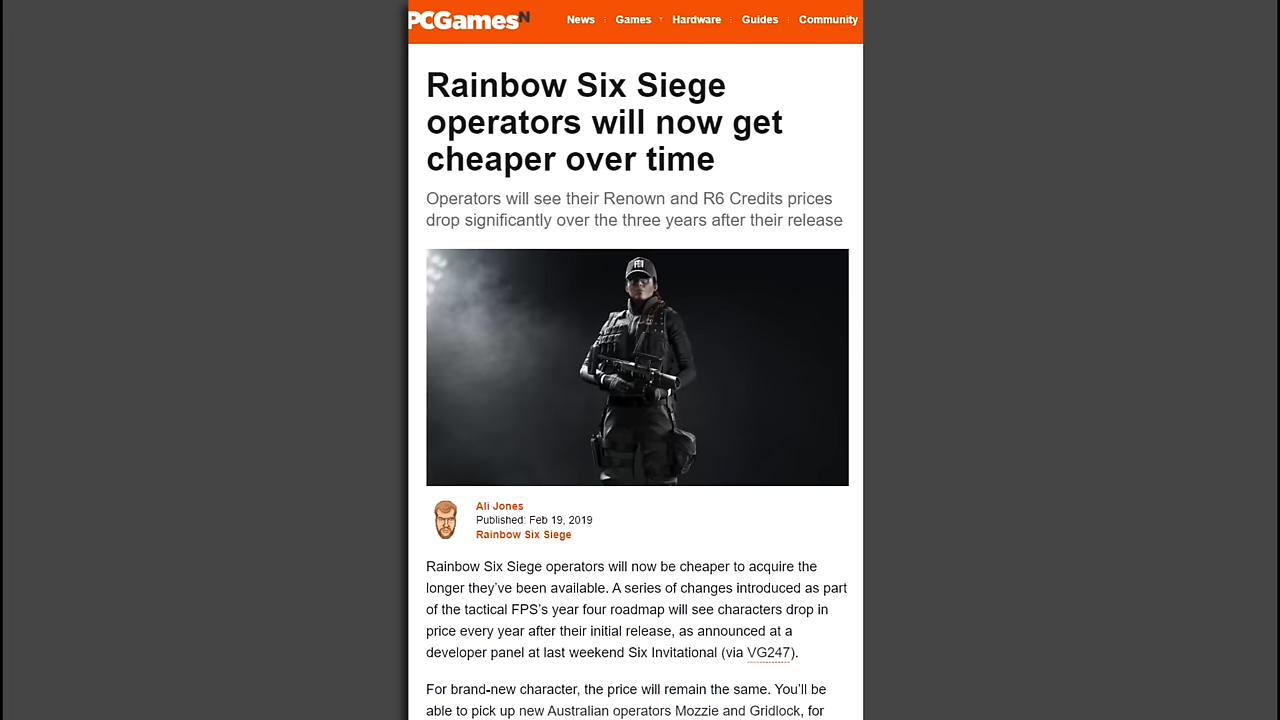 PCGamesN
News
Games
Hardware
Guides
Community
Rainbow Six Siege
operators will now get
cheaper over time
Operators will see their Renown and R6 Credits prices
drop significantly over the three years after their release
FBI
Ali Jones
Published: Feb 19, 2019
Rainbow Six Siege
Rainbow Six Siege operators will now be cheaper to acquire the
longer they’ve been available. A series of changes introduced as part
of the tactical FPS’s year four roadmap will see characters drop in
price every year after their initial release, as announced at a
developer panel at last weekend Six Invitational (via VG247).
For brand-new character, the price will remain the same. You’ll be
able to pick up new Australian operators Mozzie and Gridlock, for